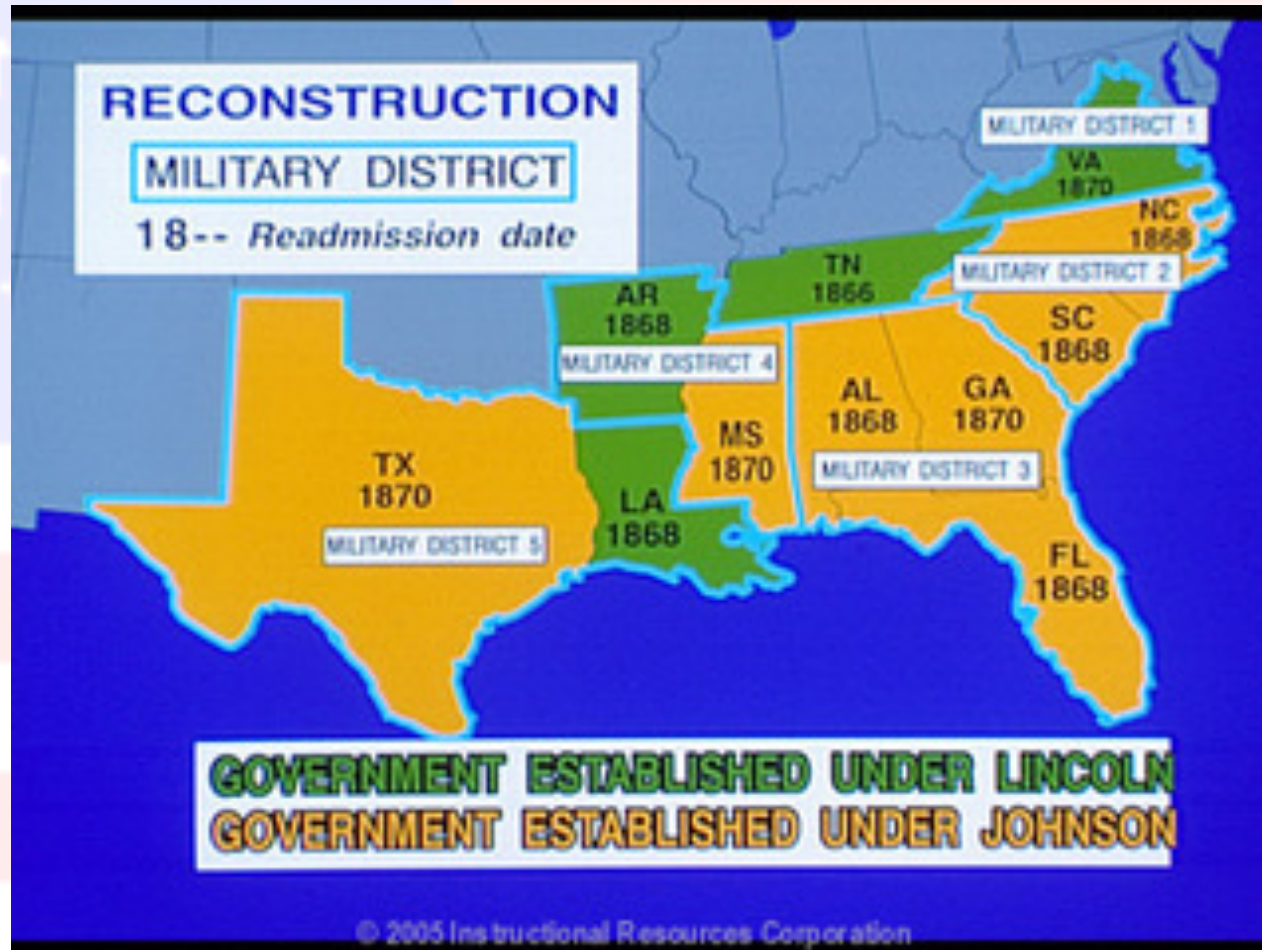 RECONSTRUCTION
MILITARY DISTRICT
18-- Readmission date
MILITARY DISTRICT 1
VA
1870
NC
1868
MILITARY DISTRICT 2
TN
1866
AR
1868
SC
1868
MILITARY DISTRICT 4
AL
1868
GA
1870
MS
1870
MILITARY DISTRICT 3
TX
1870
LA
1868
MILITARY DISTRICT 5
FL
1868
GOVERNMENT ESTABLISHED UNDER LINCOLN
GOVERNMENT ESTABLISHED UNDER JOHNSON
© 2005 Instructional Resources Corporation